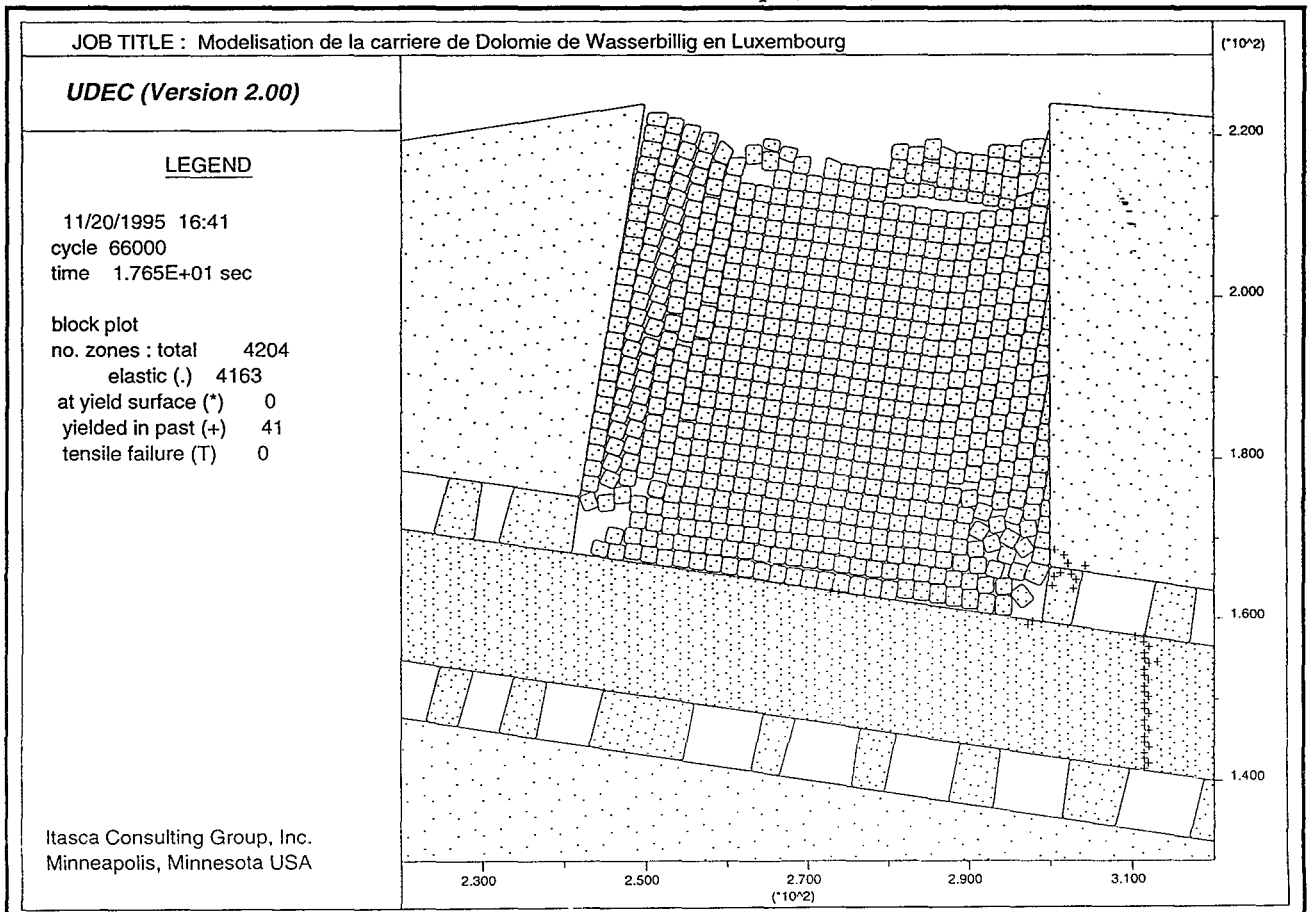 JOB TITLE : Modelisation de la carriere de Dolomie de Wasserbillig en Luxembourg
(*10^2)
UDEC (Version 2.00)
LEGEND
11/20/1995 16:41
cycle 66000
time 1.765E+01 sec
block plot
no. zones : total 4204
elastic (.) 4163
at yield surface (*) 0
yielded in past (+) 41
tensile failure (T) 0
Itasca Consulting Group, Inc.
Minneapolis, Minnesota USA
2.200
2.000
1.800
1.600
1.400
2.300 2.500 2.700 2.900 3.100
(*10^2)